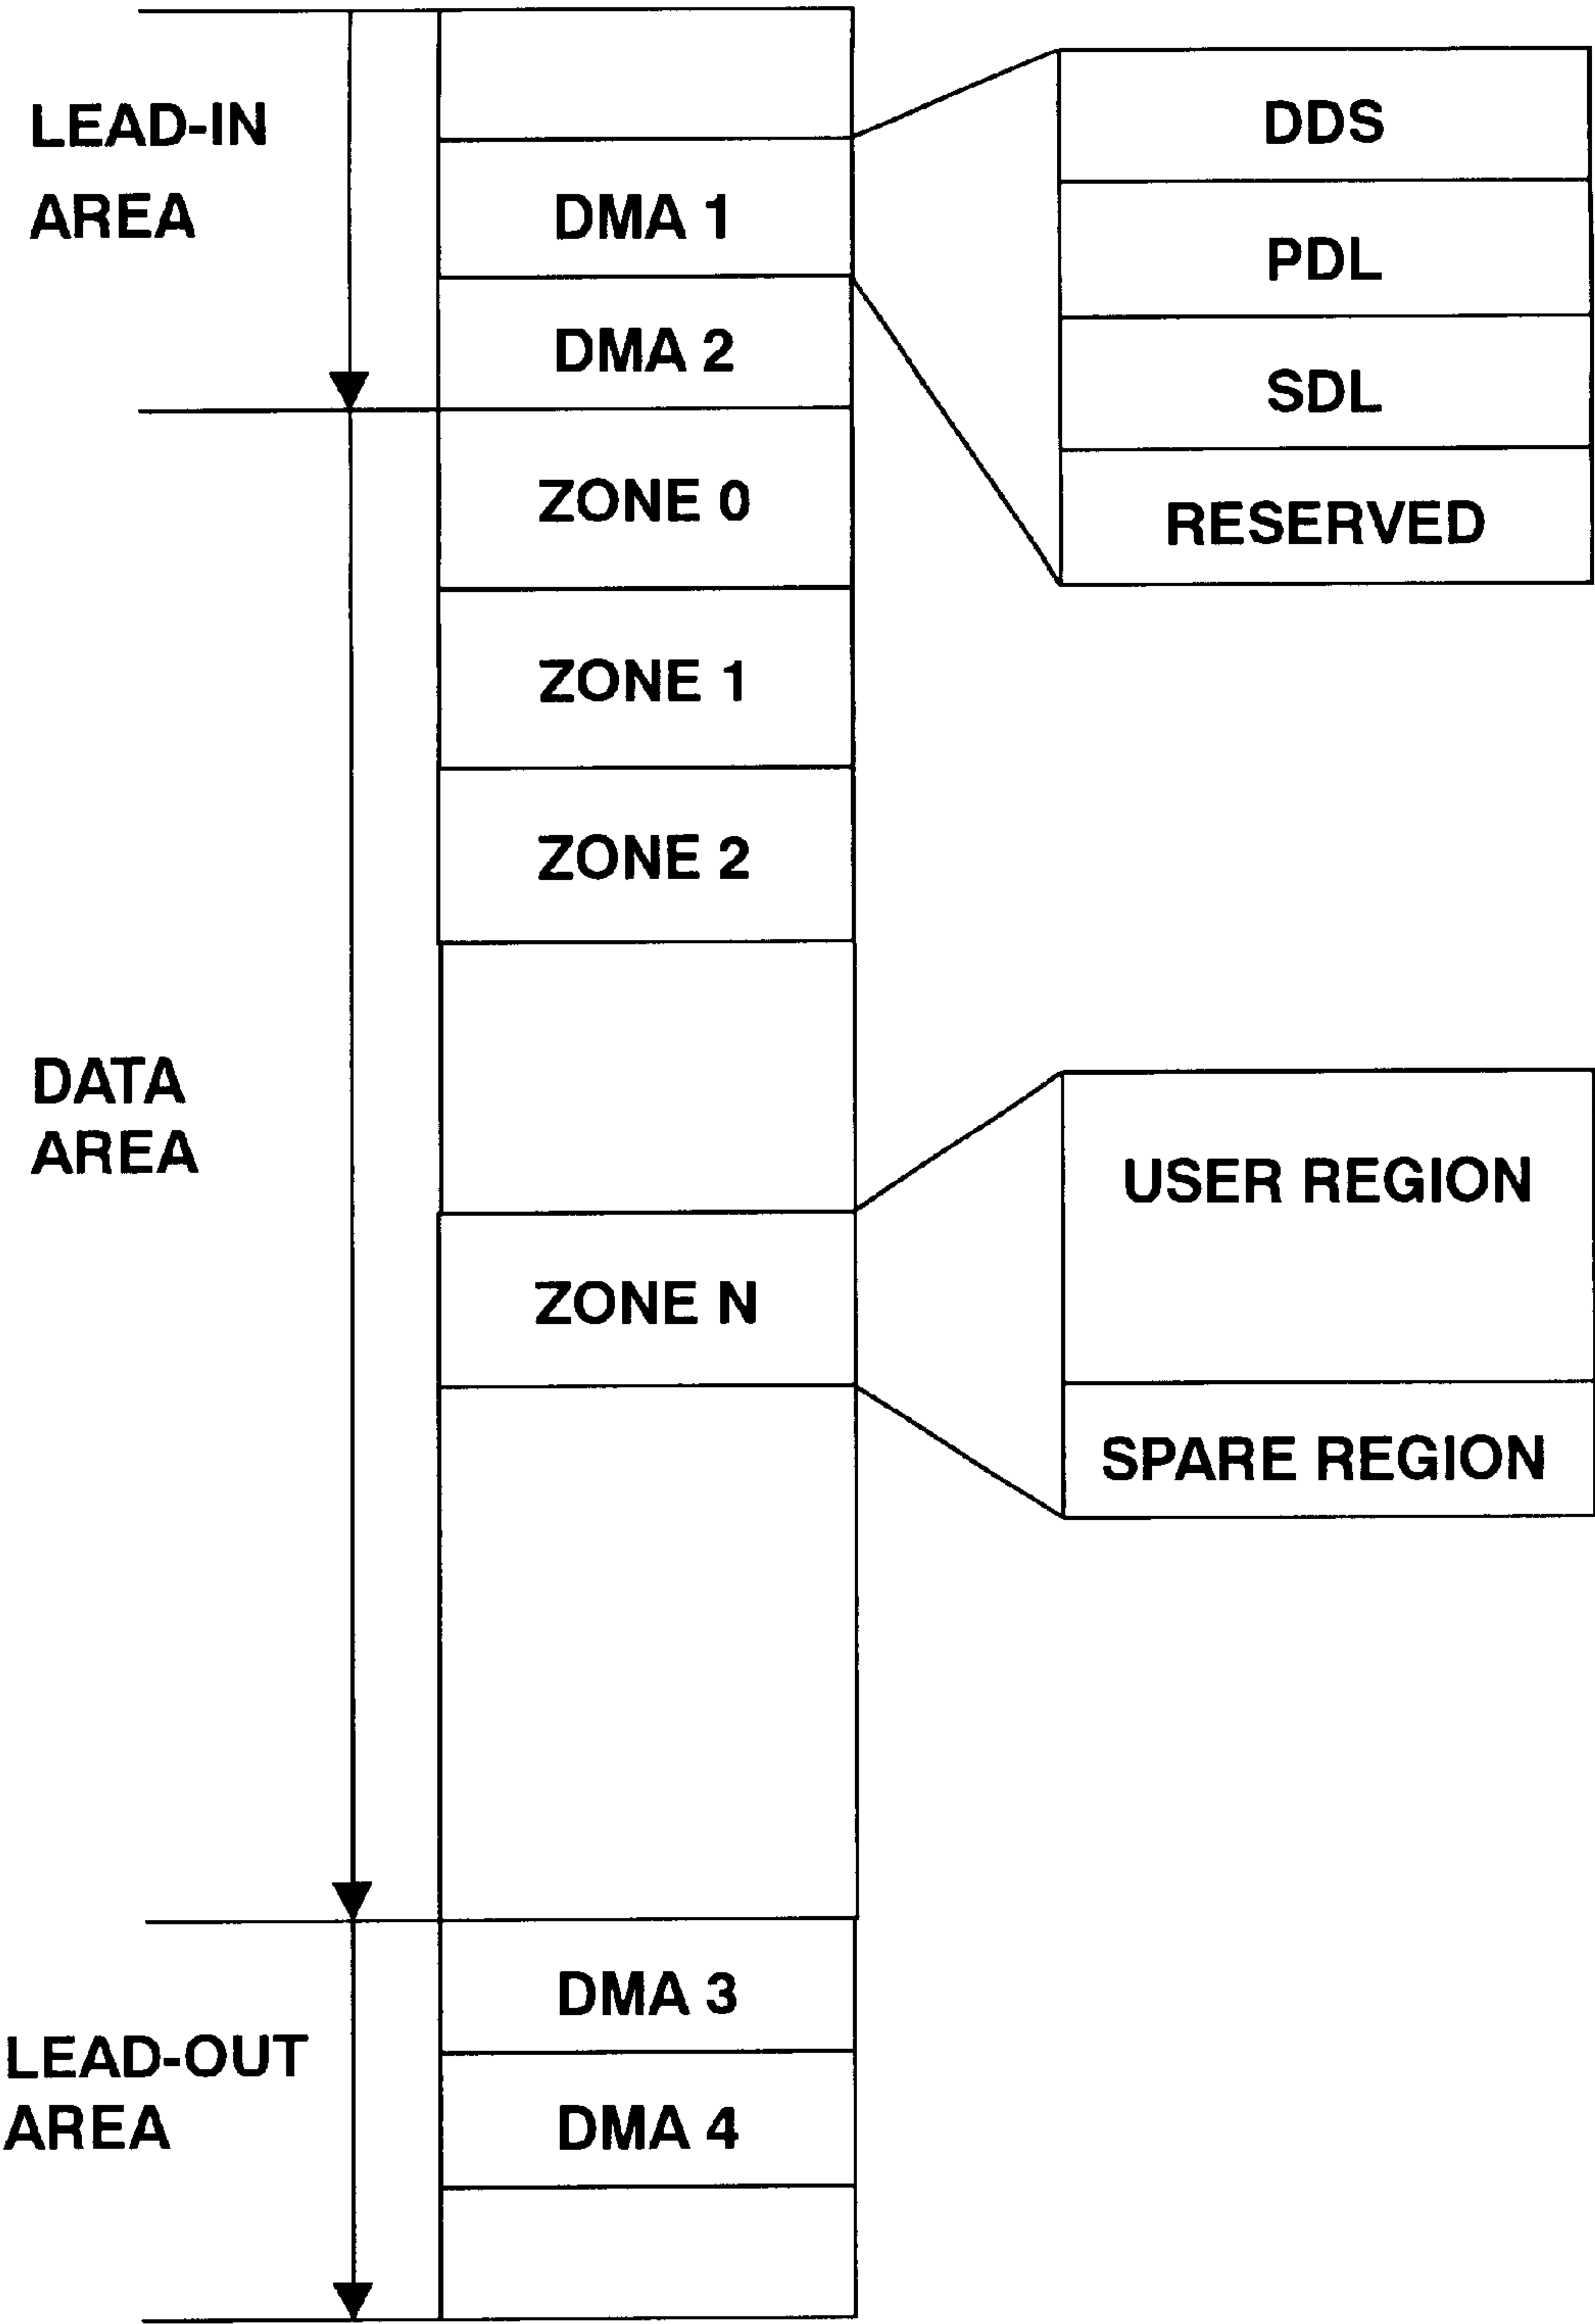 LEAD-IN
AREA
DMA 1
DMA 2
DDS
PDL
SDL
RESERVED
ZONE 0
ZONE 1
ZONE 2
DATA
AREA
ZONE N
USER REGION
SPARE REGION
LEAD-OUT
AREA
DMA 3
DMA 4